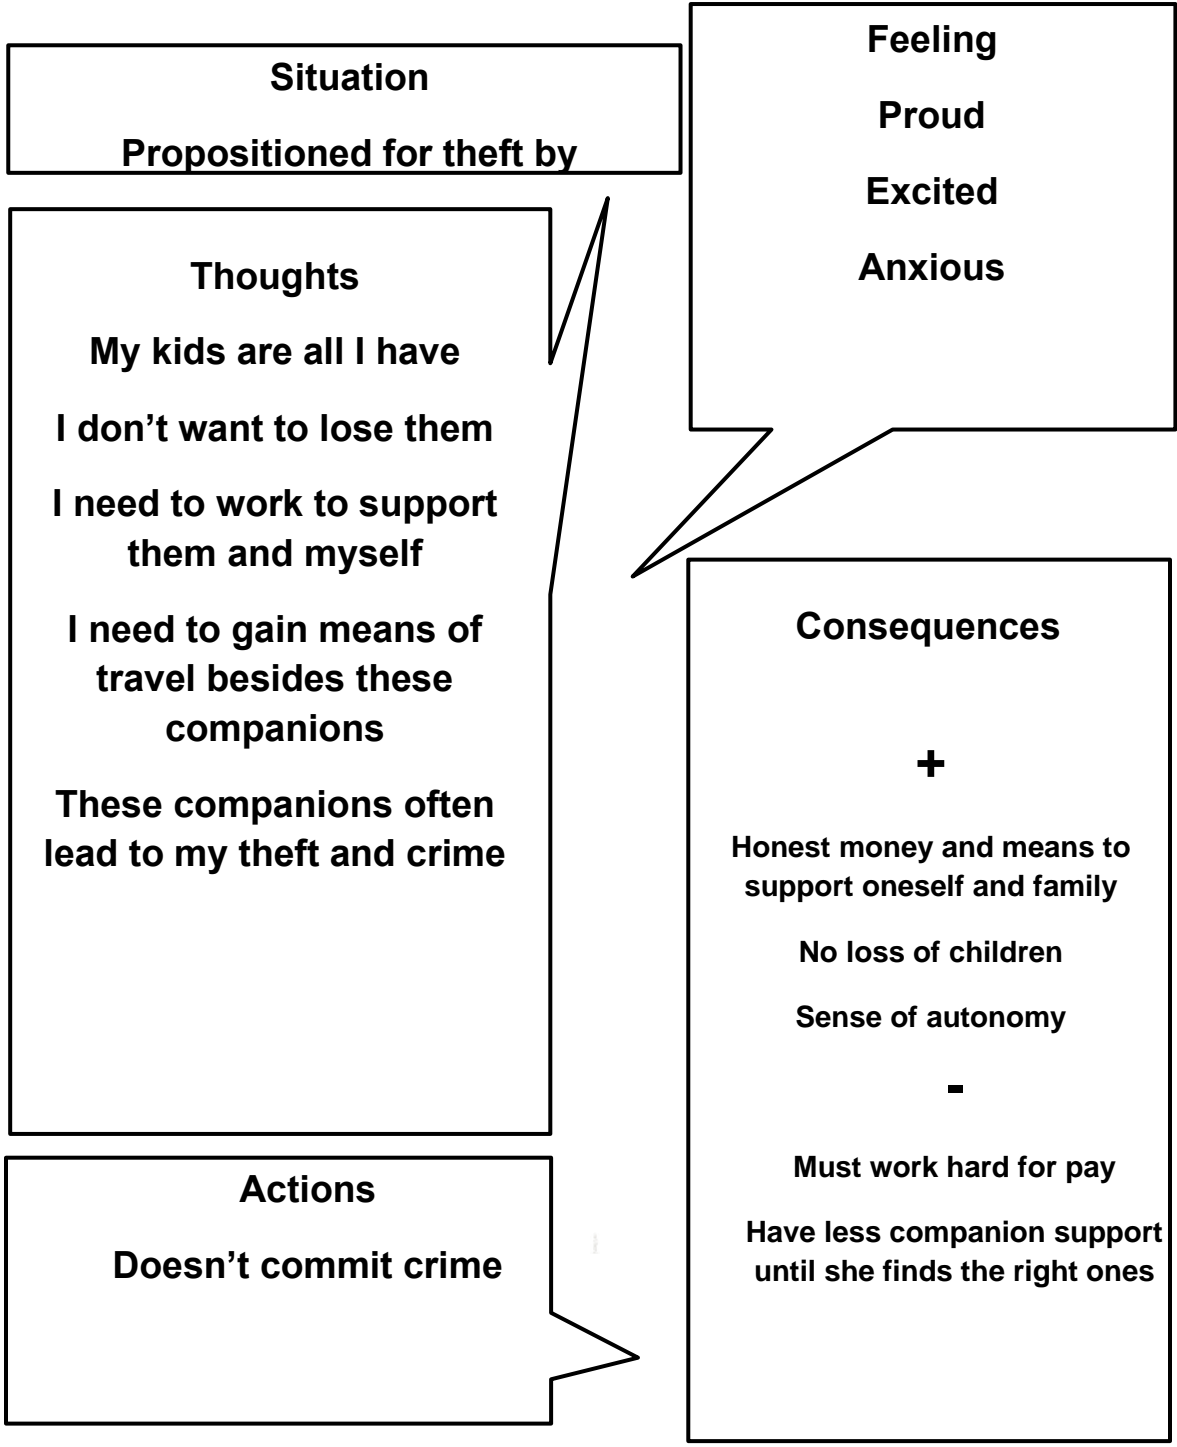 Situation
Propositioned for theft by
Feeling
Proud
Excited
Anxious
Thoughts
My kids are all I have
I don’t want to lose them
I need to work to support
them and myself
I need to gain means of
travel besides these
companions
These companions often
lead to my theft and crime
Consequences
+
Honest money and means to
support oneself and family
No loss of children
Sense of autonomy
-
Must work hard for pay
Have less companion support
until she finds the right ones
Actions
Doesn’t commit crime